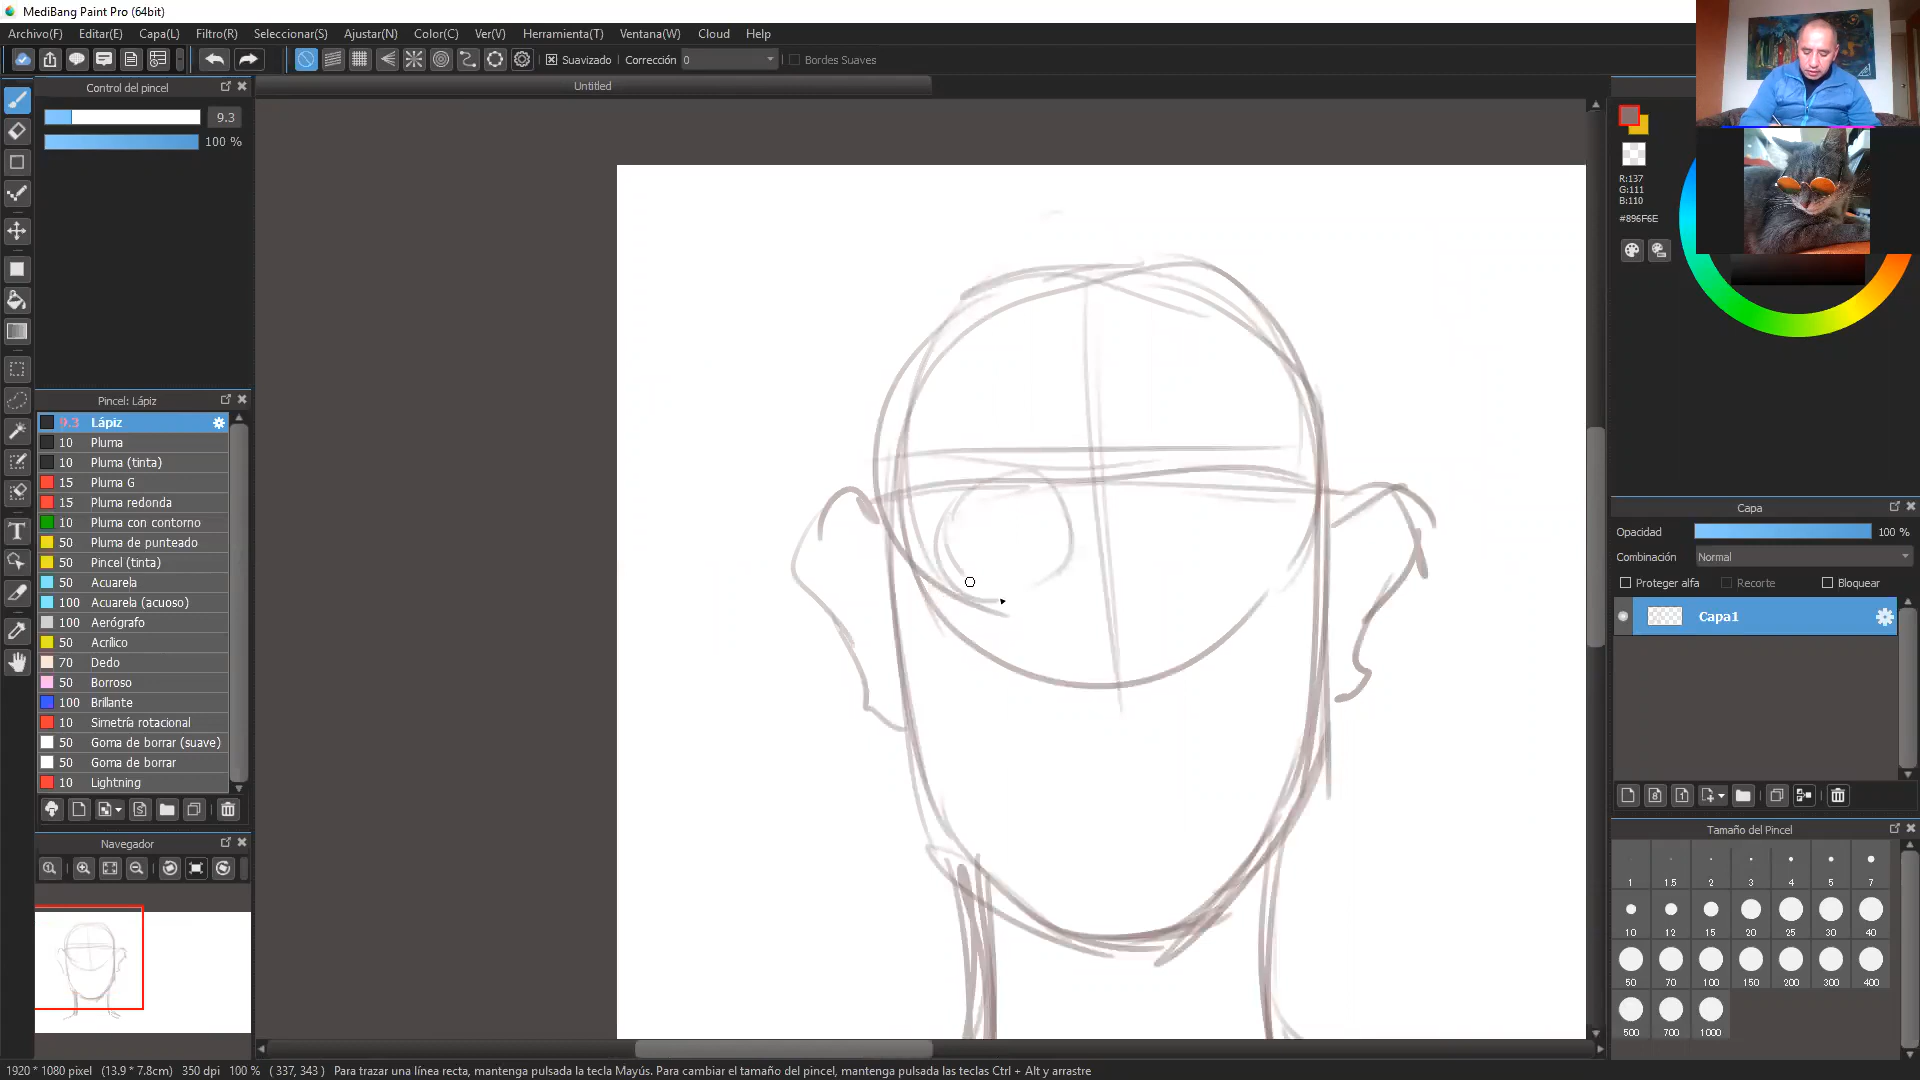 MediBang Paint Pro (64bit)
Archivo(F) Editar(E) Capa(L) Filtro(R) Seleccionar(S) Ajustar(N) Color(C) Ver(V) Herramienta(T) Ventana(W) Cloud Help
Suavizado Corrección 0 Bordes Suaves
Untitled
Control del pincel
9.3
100 %
Pincel: Lápiz
9.3 Lápiz
10 Pluma
10 Pluma (tinta)
15 Pluma G
15 Pluma redonda
10 Pluma con contorno
50 Pluma de punteado
50 Pincel (tinta)
50 Acuarela
100 Acuarela (acuoso)
100 Aerógrafo
50 Acrílico
70 Dedo
50 Borroso
100 Brillante
10 Simetría rotacional
50 Goma de borrar (suave)
50 Goma de borrar
10 Lightning
Navegador
R:137
G:111
B:110
#896F6E
Capa
Opacidad 100 %
Combinación Normal
Proteger alfa Recorte Bloquear
Capa1
Tamaño del Pincel
1 1.5 2 3 4 5 7
10 12 15 20 25 30 40
50 70 100 150 200 300 400
500 700 1000
1920 * 1080 pixel (13.9 * 7.8cm) 350 dpi 100 % ( 337, 343 ) Para trazar una línea recta, mantenga pulsada la tecla Mayús. Para cambiar el tamaño del pincel, mantenga pulsadas las teclas Ctrl + Alt y arrastre